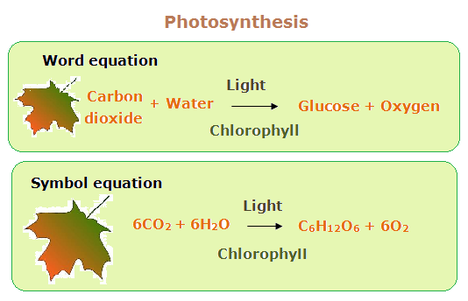 Photosynthesis
Word equation
Light
Carbon dioxide + Water → Glucose + Oxygen
Chlorophyll
Symbol equation
Light
6CO₂ + 6H₂O → C₆H₁₂O₆ + 6O₂
Chlorophyll